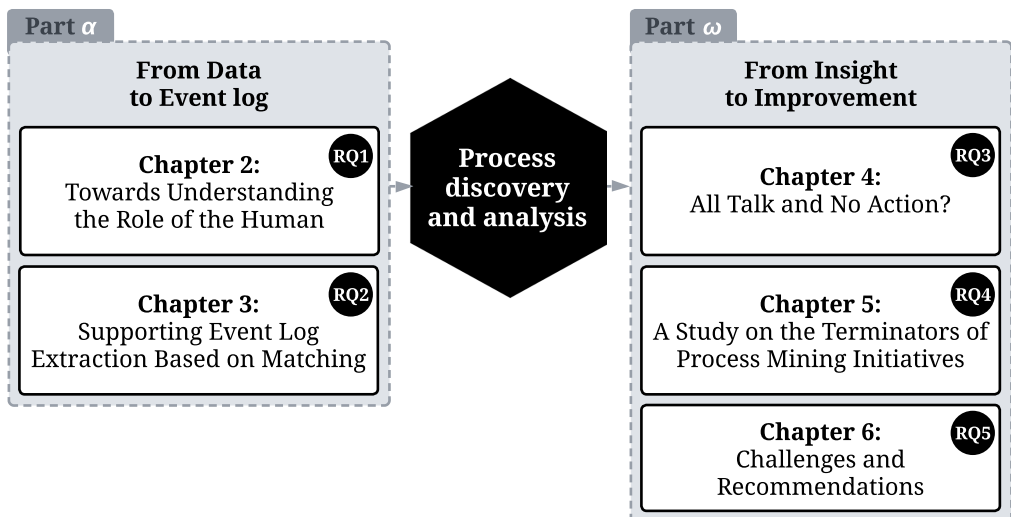 Part α
From Data
to Event log
RQ1
Chapter 2:
Towards Understanding
the Role of the Human
RQ2
Chapter 3:
Supporting Event Log
Extraction Based on Matching
Process
discovery
and analysis
Part ω
From Insight
to Improvement
RQ3
Chapter 4:
All Talk and No Action?
RQ4
Chapter 5:
A Study on the Terminators of
Process Mining Initiatives
RQ5
Chapter 6:
Challenges and
Recommendations